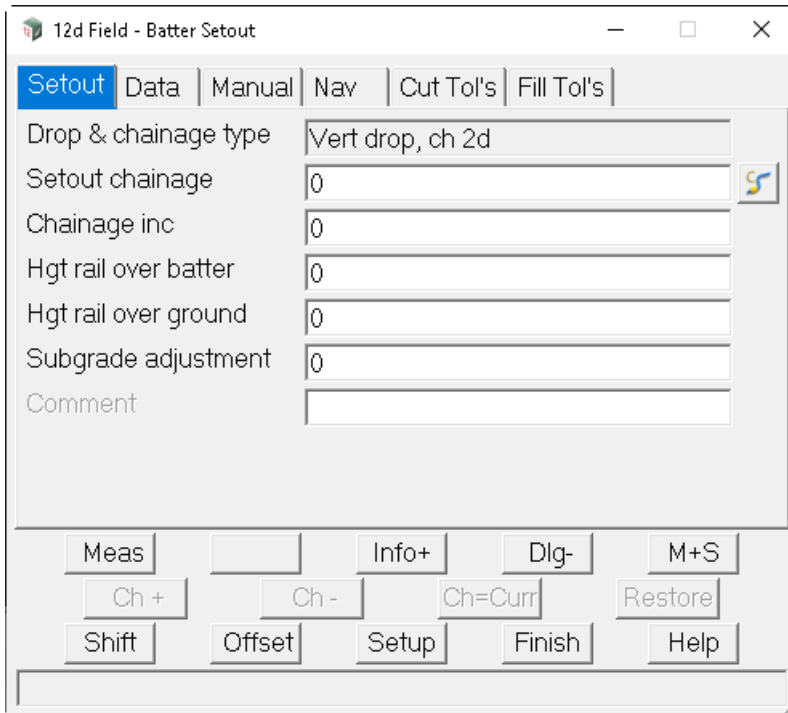 12d Field - Batter Setout
Setout Data Manual Nav Cut Tol's Fill Tol's
Drop & chainage type Vert drop, ch 2d
Setout chainage 0
Chainage inc 0
Hgt rail over batter 0
Hgt rail over ground 0
Subgrade adjustment 0
Comment
Meas Info+ Dlg- M+S
Ch + Ch - Ch=Curr Restore
Shift Offset Setup Finish Help